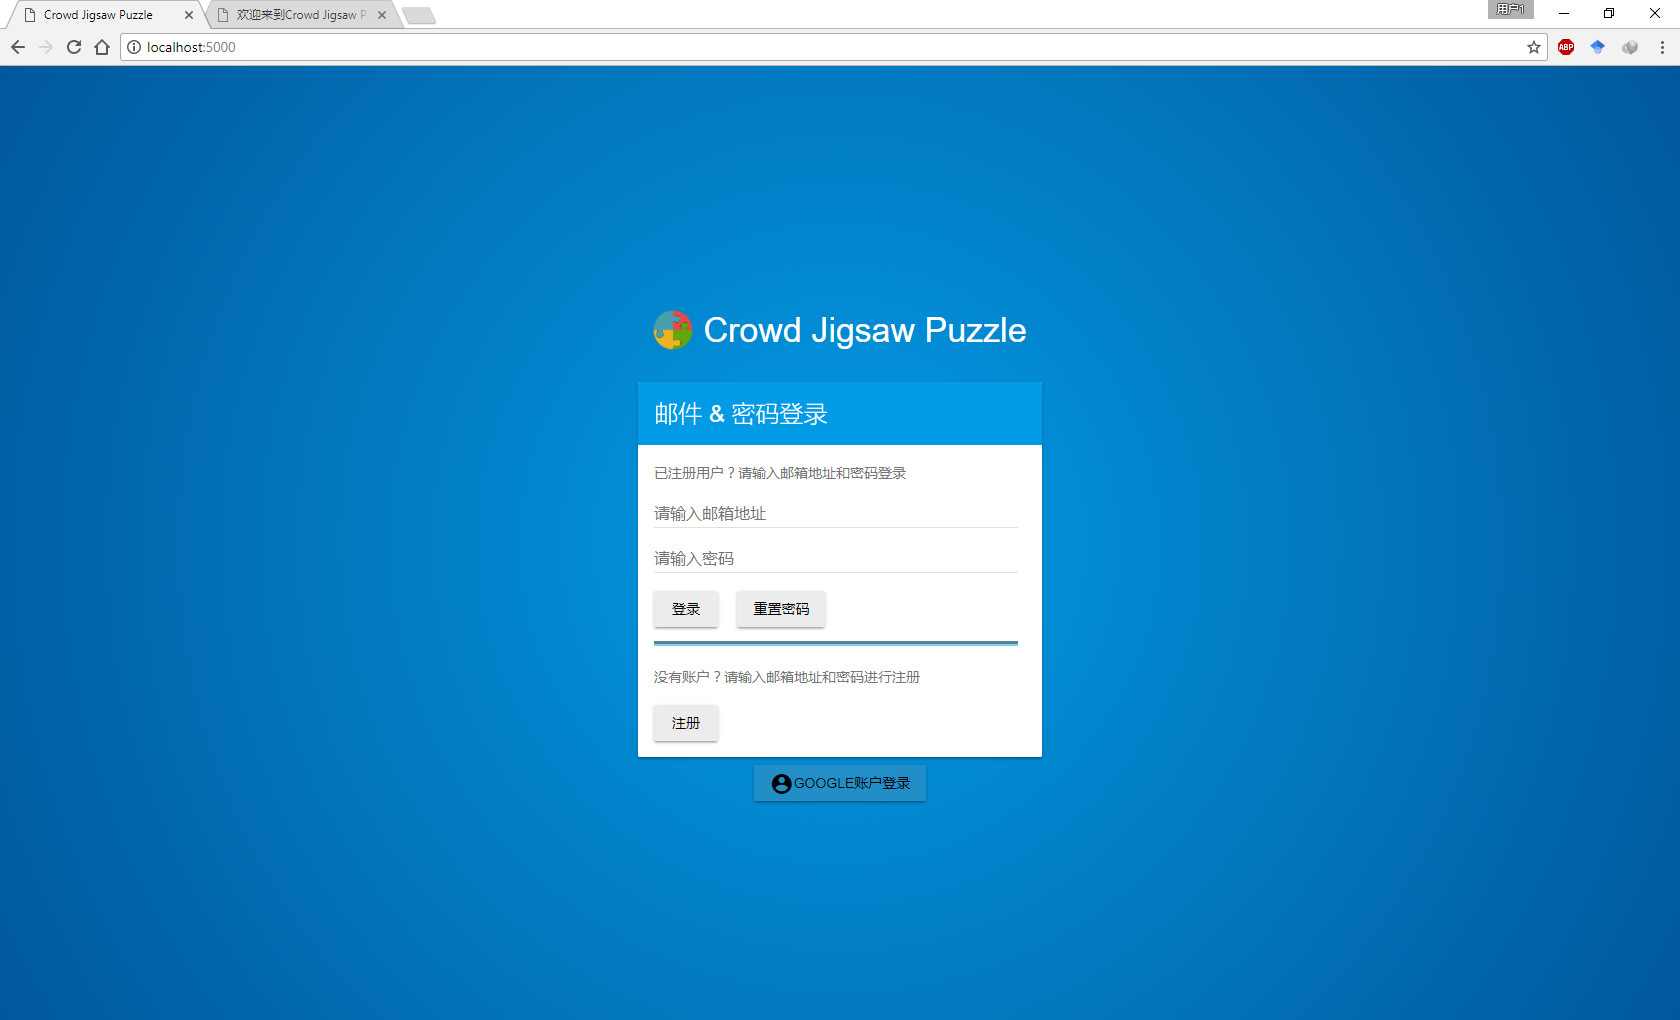 Crowd Jigsaw Puzzle
欢迎来到Crowd Jigsaw
用户1
localhost:5000
ABP
Crowd Jigsaw Puzzle
邮件 & 密码登录
已注册用户？请输入邮箱地址和密码登录
请输入邮箱地址
请输入密码
登录 重置密码
没有账户？请输入邮箱地址和密码进行注册
注册
GOOGLE账户登录